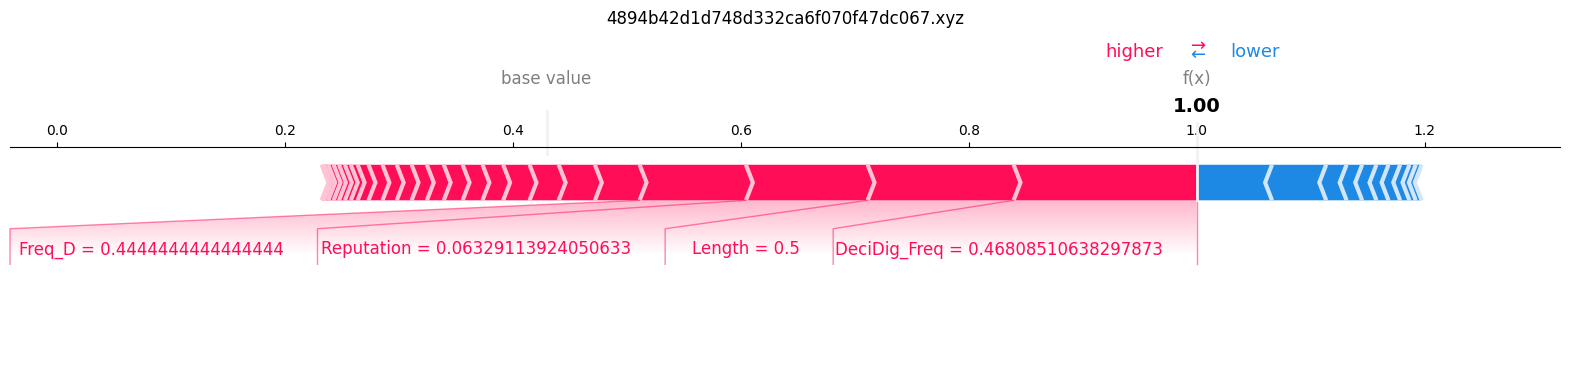 4894b42d1d748d332ca6f070f47dc067.xyz
higher ⇄ lower
base value f(x)
1.00
0.0 0.2 0.4 0.6 0.8 1.0 1.2
Freq_D = 0.4444444444444444 Reputation = 0.06329113924050633 Length = 0.5 DeciDig_Freq = 0.46808510638297873